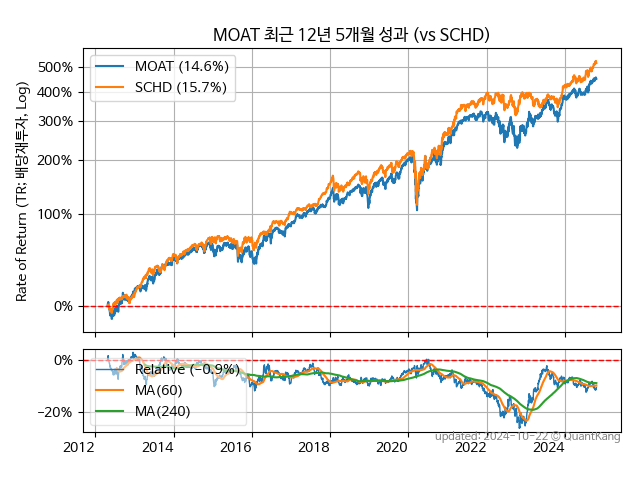 MOAT 최근 12년 5개월 성과 (vs SCHD)
Rate of Return (TR; 배당재투자, Log)
500%
400%
300%
200%
100%
0%
MOAT (14.6%)
SCHD (15.7%)
0%
−20%
Relative (−0.9%)
MA(60)
MA(240)
2012
2014
2016
2018
2020
2022
2024
updated: 2024-10-22 © QuantKang